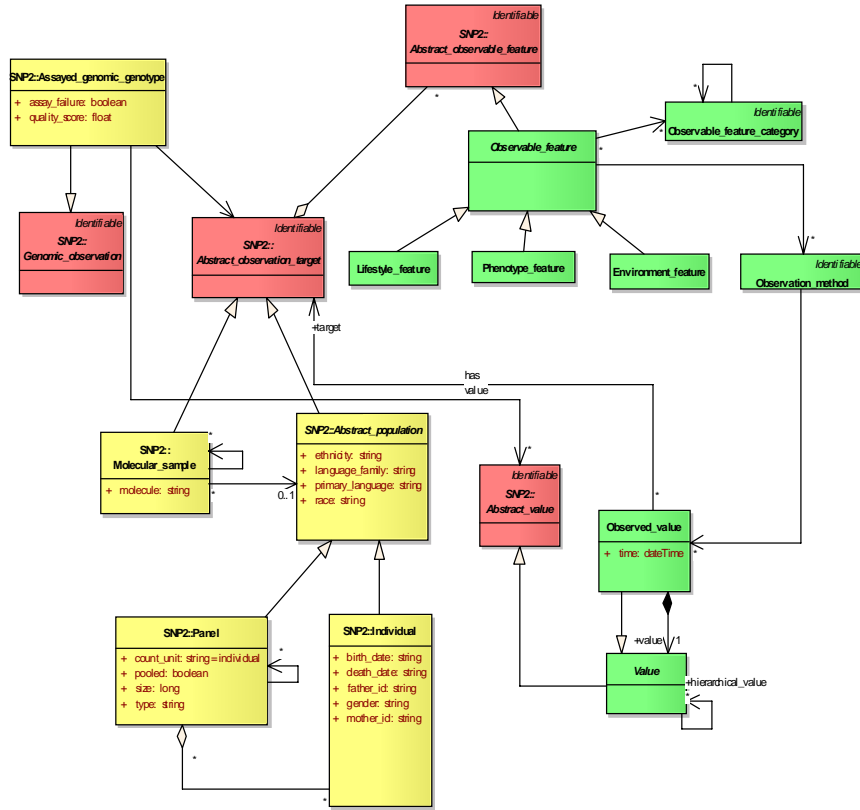 Identifiable
SNP2::
Abstract_observable_feature
*
SNP2::Assayed_genomic_genotype
+ assay_failure: boolean
+ quality_score: float
*
Identifiable
Observable_feature_category
*
Observable_feature
*
Identifiable
SNP2::
Genomic_observation
Identifiable
SNP2::
Abstract_observation_target
Lifestyle_feature
Phenotype_feature
Environment_feature
*
Identifiable
Observation_method
+target
has
value
SNP2::
Molecular_sample
+ molecule: string
*
*
0..1
SNP2::Abstract_population
+ ethnicity: string
+ language_family: string
+ primary_language: string
+ race: string
*
Identifiable
SNP2::
Abstract_value
*
Observed_value
+ time: dateTime
*
SNP2::Panel
+ count_unit: string=individual
+ pooled: boolean
+ size: long
+ type: string
*
*
SNP2::Individual
+ birth_date: string
+ death_date: string
+ father_id: string
+ gender: string
+ mother_id: string
*
+value
1
Value
+hierarchical_value
*